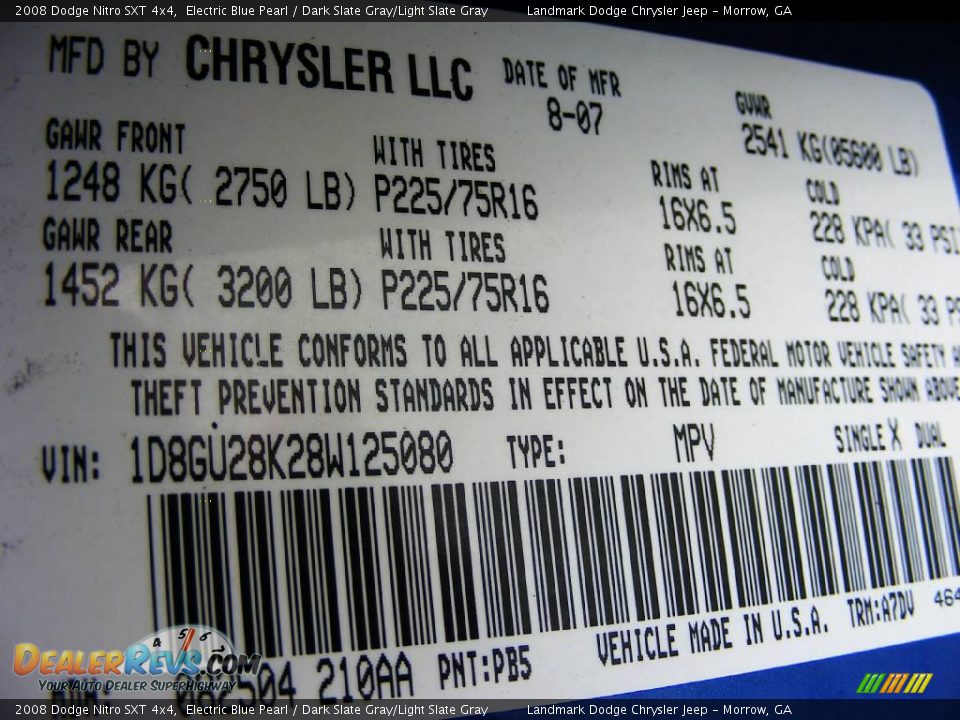 2008 Dodge Nitro SXT 4x4, Electric Blue Pearl / Dark Slate Gray/Light Slate Gray Landmark Dodge Chrysler Jeep - Morrow, GA
MFD BY CHRYSLER LLC DATE OF MFR GVWR
8-07 2541 KG(05600 LB)
GAWR FRONT WITH TIRES RIMS AT COLD
1248 KG( 2750 LB) P225/75R16 16X6.5 228 KPA( 33 PSI
GAWR REAR WITH TIRES RIMS AT COLD
1452 KG( 3200 LB) P225/75R16 16X6.5 228 KPA( 33 PS
THIS VEHICLE CONFORMS TO ALL APPLICABLE U.S.A. FEDERAL MOTOR VEHICLE SAFETY
THEFT PREVENTION STANDARDS IN EFFECT ON THE DATE OF MANUFACTURE SHOWN ABOVE
VIN: 1D8GU28K28W125080 TYPE: MPV SINGLE X DUAL
210AA PNT:PB5 VEHICLE MADE IN U.S.A. TRM:A7DV 464
DEALERREVS.COM
4 5 6
YOUR AUTO DEALER SUPERHIGHWAY
2008 Dodge Nitro SXT 4x4, Electric Blue Pearl / Dark Slate Gray/Light Slate Gray Landmark Dodge Chrysler Jeep - Morrow, GA